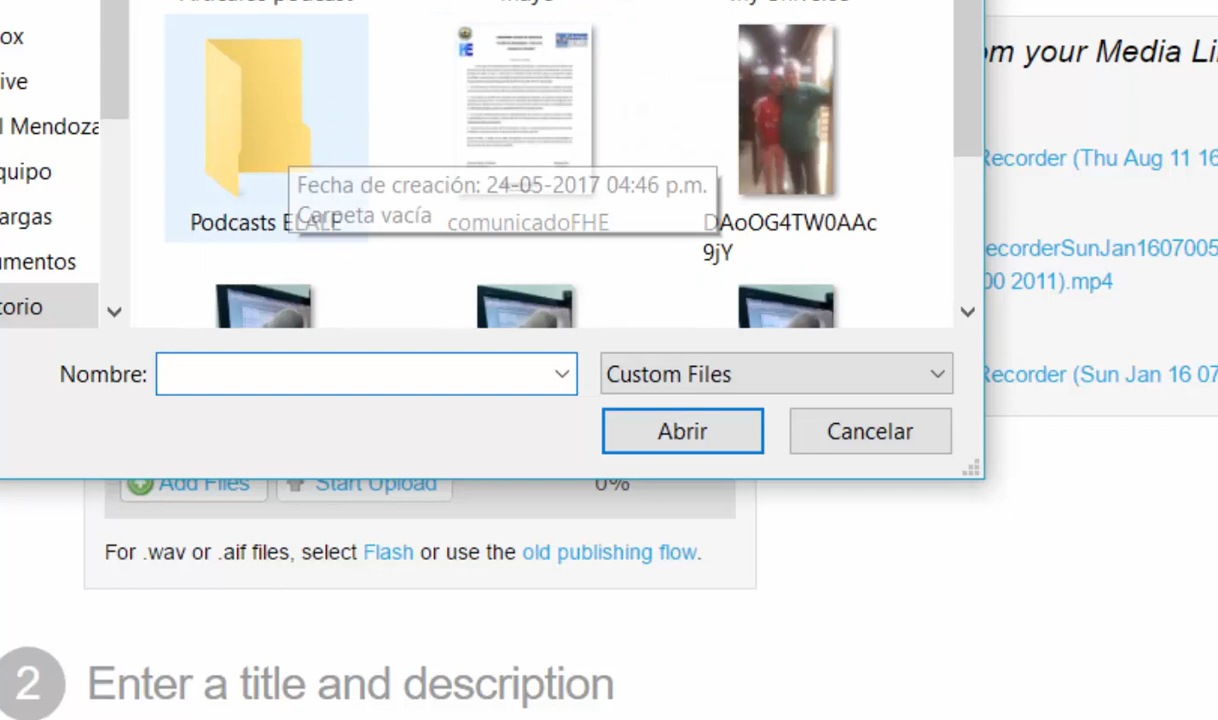 ox
ive
l Mendoza
quipo
argas
umentos
torio
Podcasts ELALE
Fecha de creación: 24-05-2017 04:46 p.m.
Carpeta vacía
comunicadoFHE
DAoOG4TW0AAc
9jY
Nombre:
Custom Files
Abrir
Cancelar
om your Media Li
Recorder (Thu Aug 11 16
ecorderSunJan1607005
00 2011).mp4
Recorder (Sun Jan 16 07
Add Files
Start Upload
0%
For .wav or .aif files, select Flash or use the old publishing flow.
2 Enter a title and description